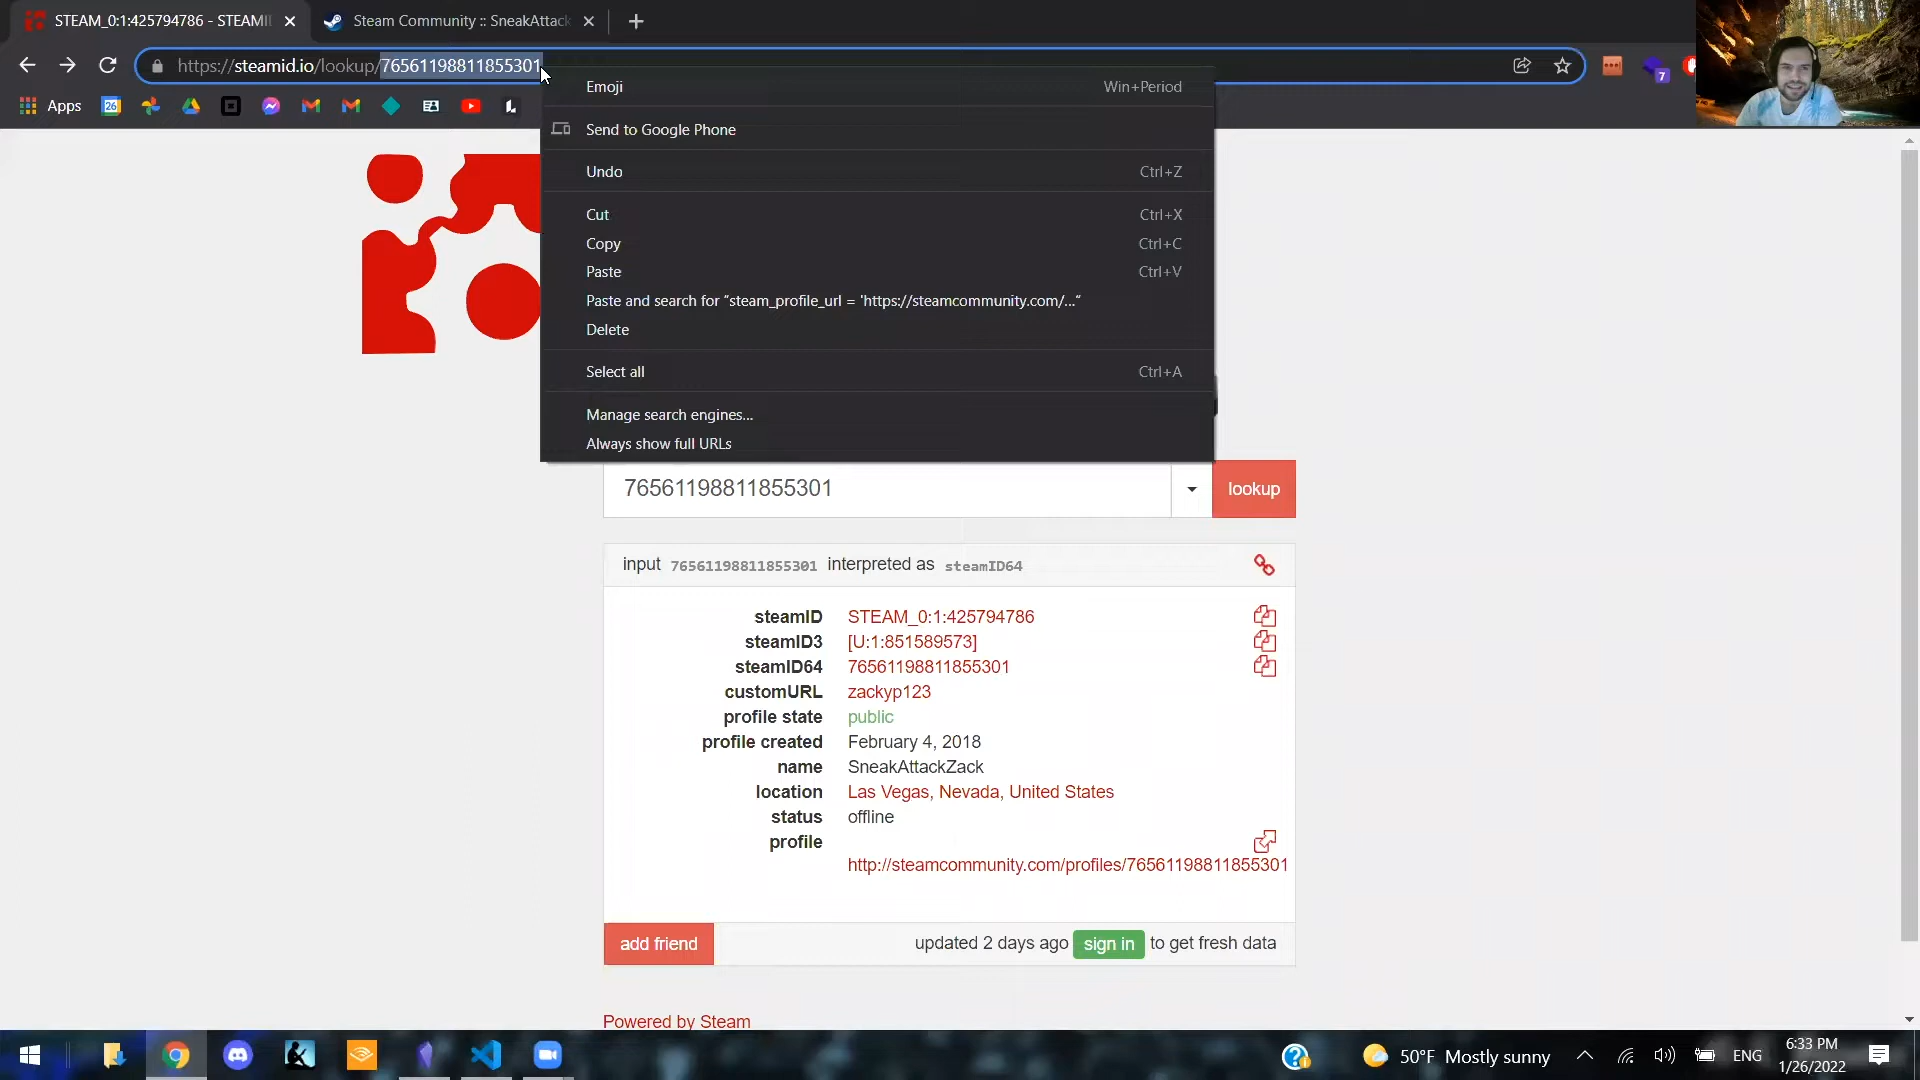 STEAM_0:1:425794786 - STEAMI
Steam Community :: SneakAttack
https://steamid.io/lookup/76561198811855301
7
Apps
26
Emoji Win+Period
Send to Google Phone
Undo Ctrl+Z
Cut Ctrl+X
Copy Ctrl+C
Paste Ctrl+V
Paste and search for "steam_profile_url = 'https://steamcommunity.com/..."
Delete
Select all Ctrl+A
Manage search engines...
Always show full URLs
76561198811855301
lookup
input 76561198811855301 interpreted as steamID64
steamID STEAM_0:1:425794786
steamID3 [U:1:851589573]
steamID64 76561198811855301
customURL zackyp123
profile state public
profile created February 4, 2018
name SneakAttackZack
location Las Vegas, Nevada, United States
status offline
profile
http://steamcommunity.com/profiles/76561198811855301
add friend
updated 2 days ago sign in to get fresh data
Powered by Steam
50°F Mostly sunny
ENG
6:33 PM
1/26/2022